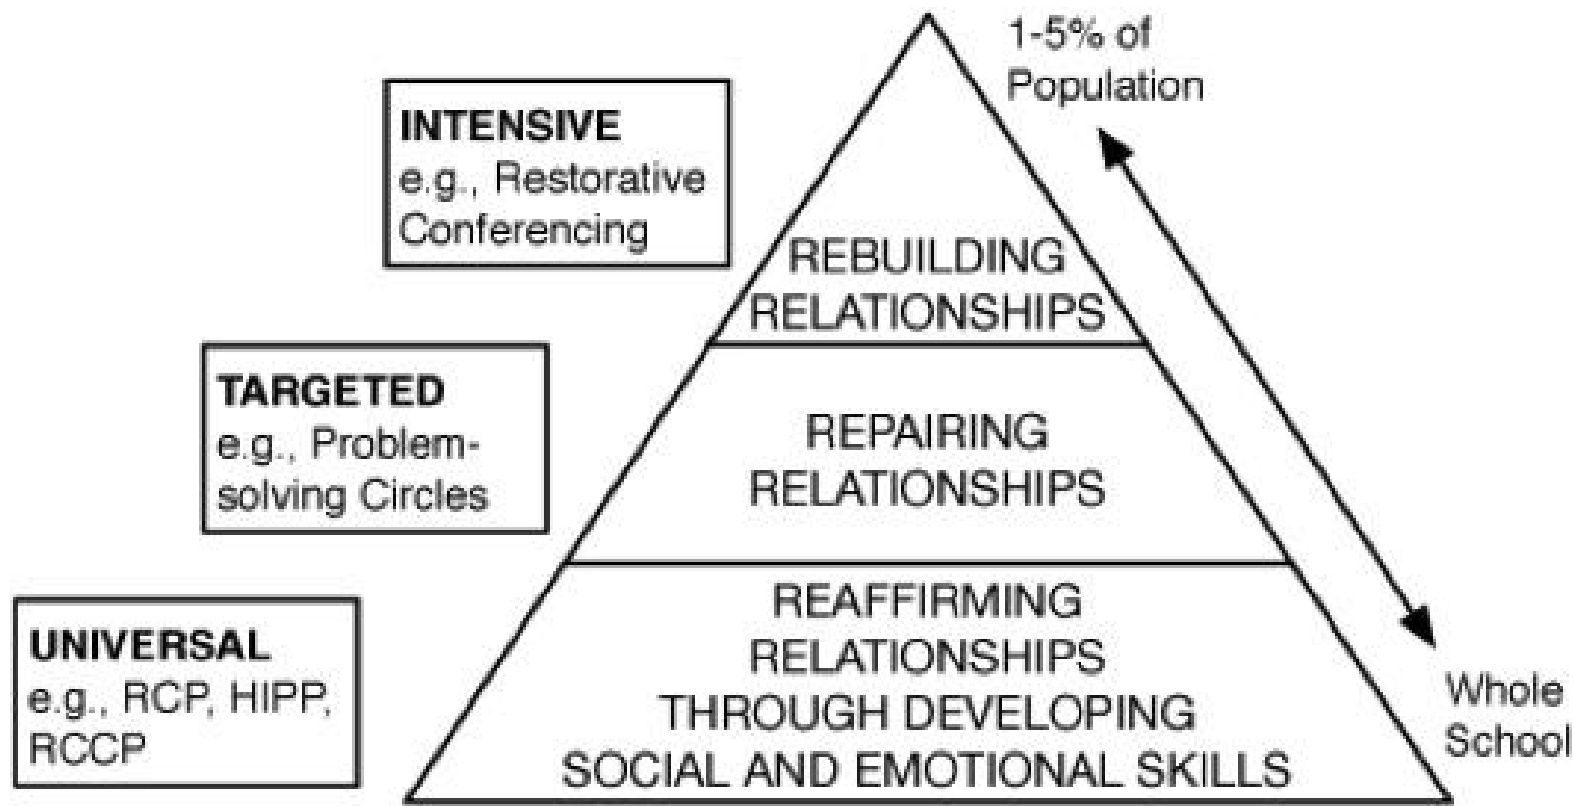 1-5% of
Population
INTENSIVE
e.g., Restorative
Conferencing
REBUILDING
RELATIONSHIPS
TARGETED
e.g., Problem-
solving Circles
REPAIRING
RELATIONSHIPS
UNIVERSAL
e.g., RCP, HIPP,
RCCP
REAFFIRMING
RELATIONSHIPS
THROUGH DEVELOPING
SOCIAL AND EMOTIONAL SKILLS
Whole
School